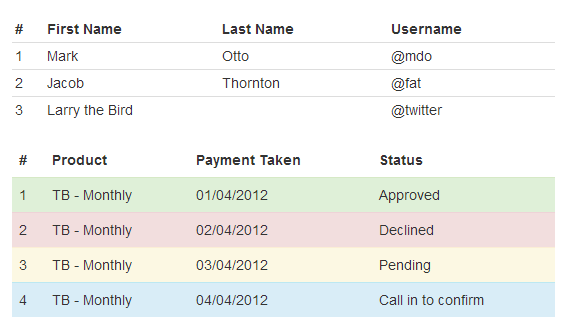 # First Name Last Name Username
1 Mark Otto @mdo
2 Jacob Thornton @fat
3 Larry the Bird @twitter
# Product Payment Taken Status
1 TB - Monthly 01/04/2012 Approved
2 TB - Monthly 02/04/2012 Declined
3 TB - Monthly 03/04/2012 Pending
4 TB - Monthly 04/04/2012 Call in to confirm